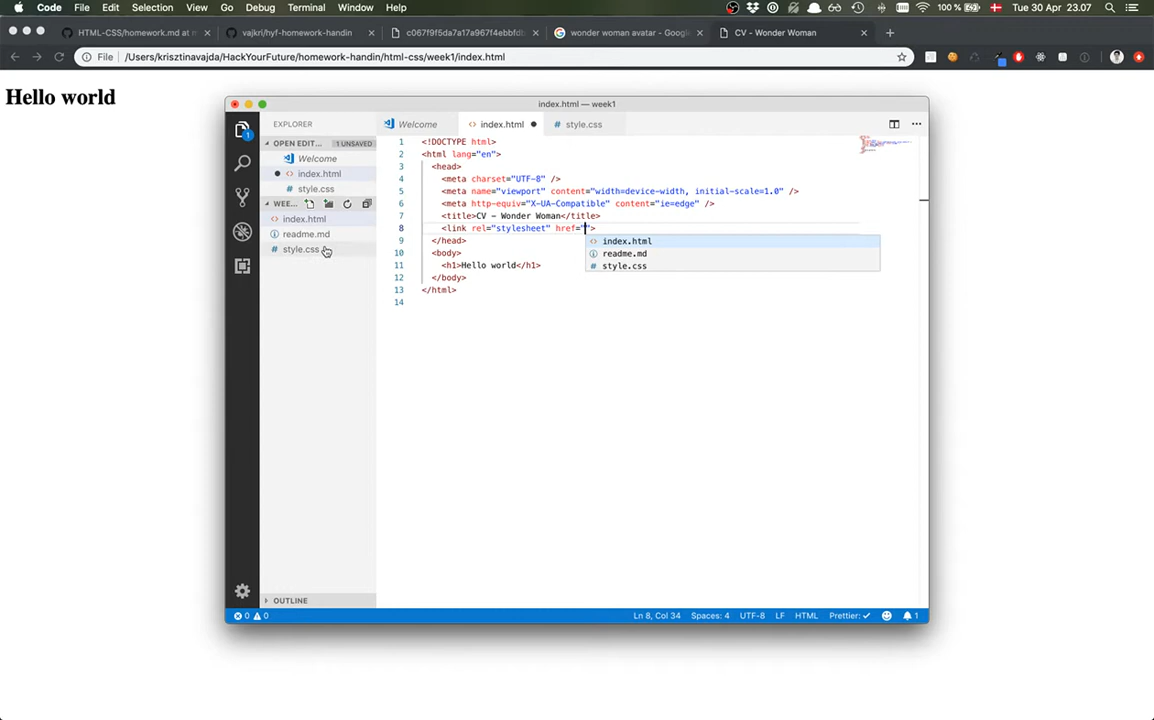 Code File Edit Selection View Go Debug Terminal Window Help 100 % Tue 30 Apr 23.07
HTML-CSS/homework.md at m vajkri/hyf-homework-handin c067f9f5da7a17a967f4ebbfdb wonder woman avatar - Google CV - Wonder Woman
File /Users/krisztinavajda/HackYourFuture/homework-handin/html-css/week1/index.html
Hello world
index.html — week1
EXPLORER
Welcome index.html style.css
OPEN EDIT... 1 UNSAVED
Welcome
index.html
style.css
WEE...
index.html
readme.md
style.css
OUTLINE
1 <!DOCTYPE html>
2 <html lang="en">
3 <head>
4 <meta charset="UTF-8" />
5 <meta name="viewport" content="width=device-width, initial-scale=1.0" />
6 <meta http-equiv="X-UA-Compatible" content="ie=edge" />
7 <title>CV - Wonder Woman</title>
8 <link rel="stylesheet" href="">
9 </head>
10 <body>
11 <h1>Hello world</h1>
12 </body>
13 </html>
14
index.html
readme.md
style.css
0 0 Ln 8, Col 34 Spaces: 4 UTF-8 LF HTML Prettier: ✓ 1